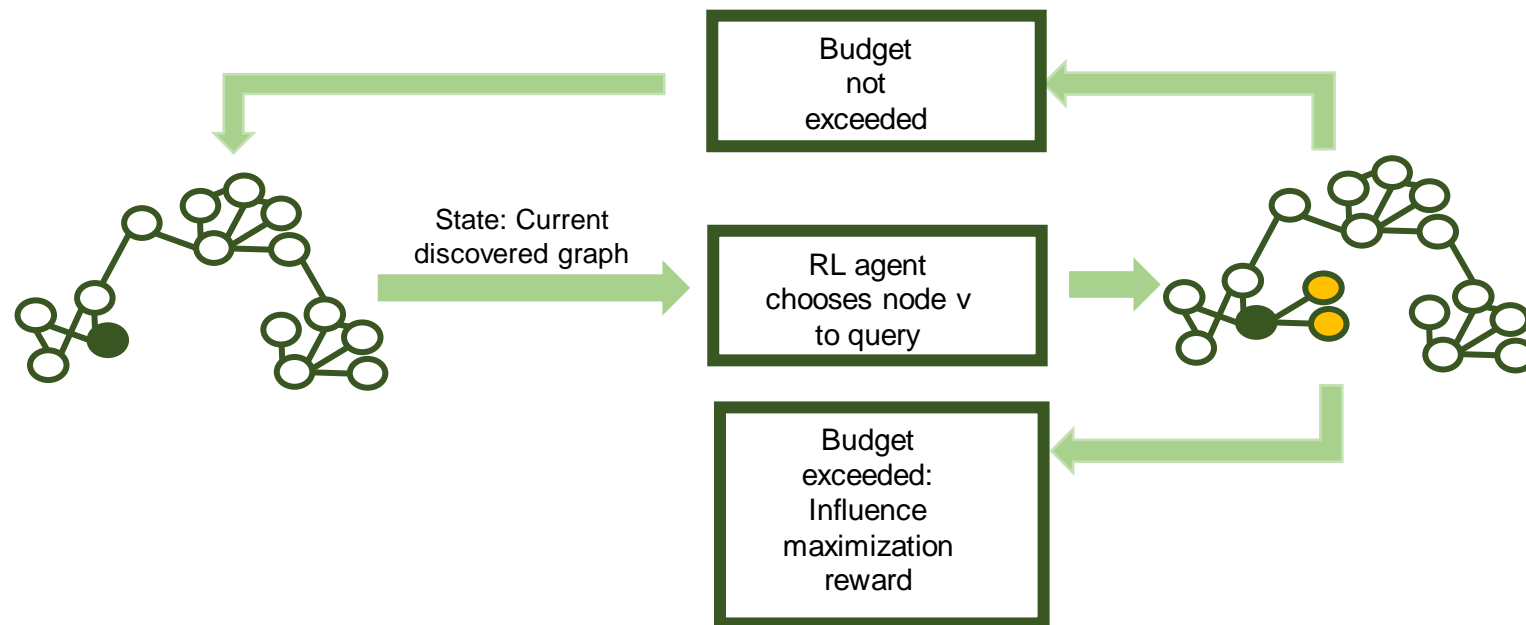 Budget
not
exceeded
State: Current
discovered graph
RL agent
chooses node v
to query
Budget
exceeded:
Influence
maximization
reward